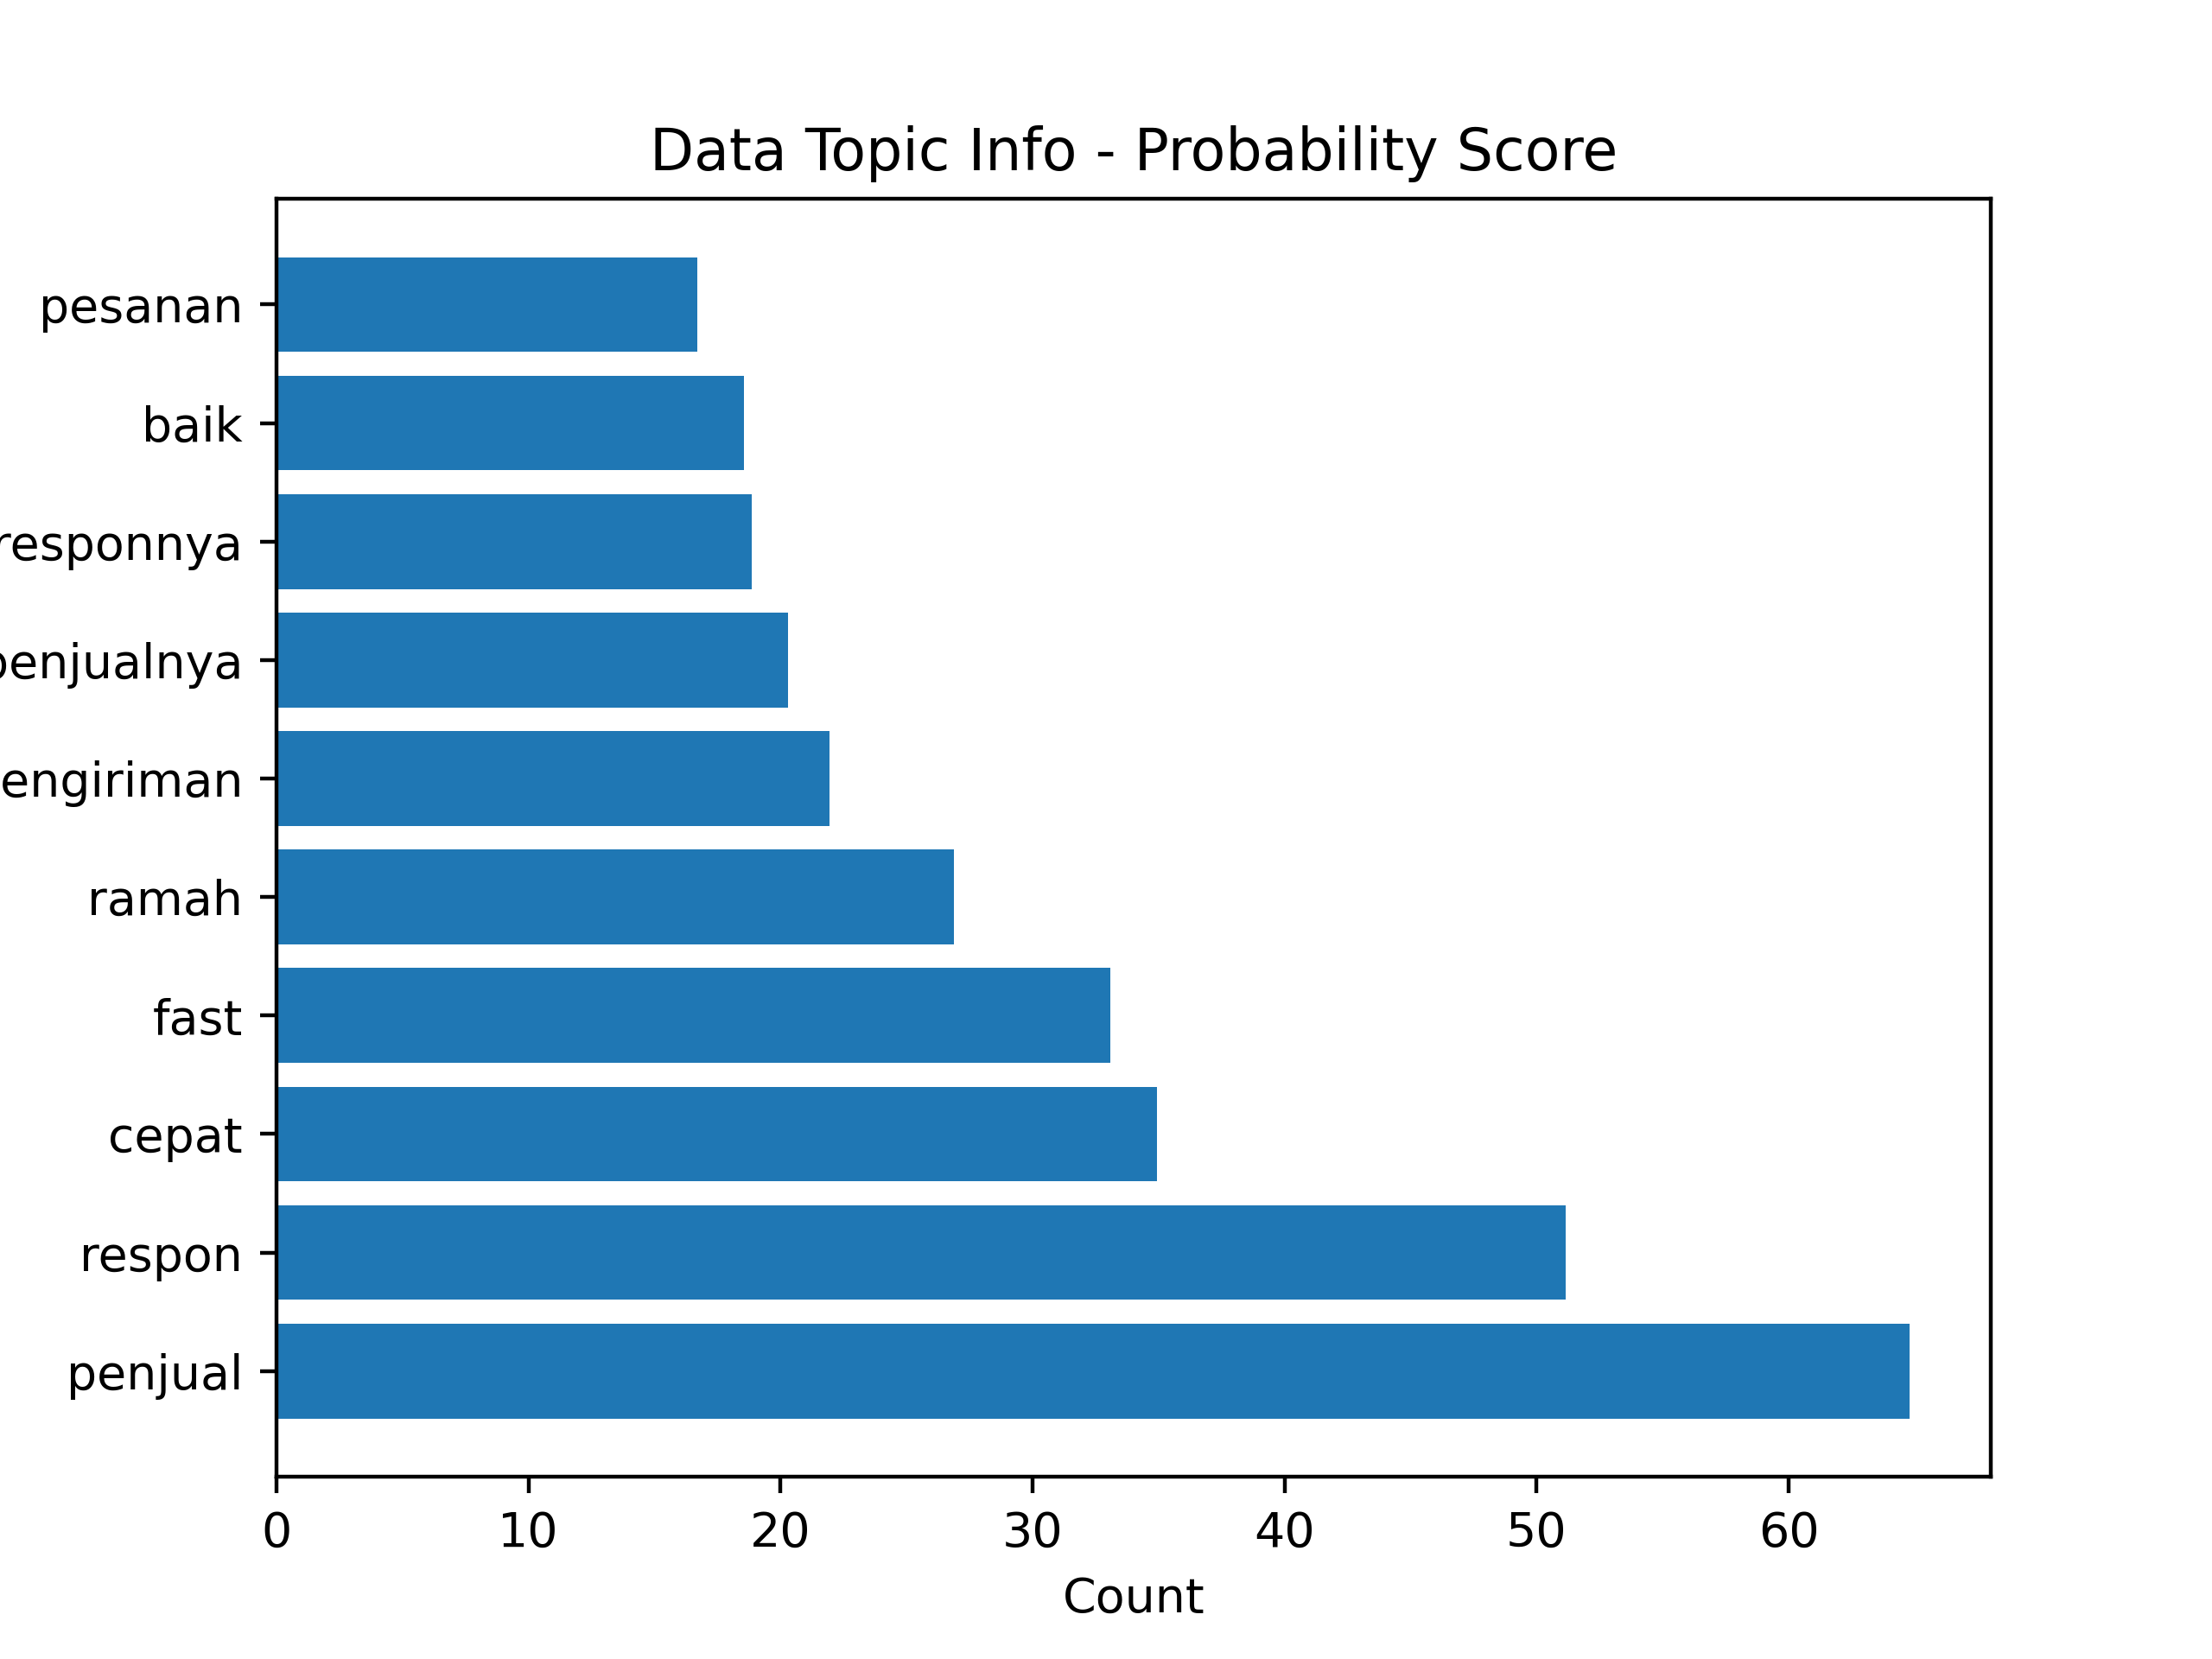 Data Topic Info - Probability Score
pesanan
baik
responnya
penjualnya
engiriman
ramah
fast
cepat
respon
penjual
0 10 20 30 40 50 60
Count